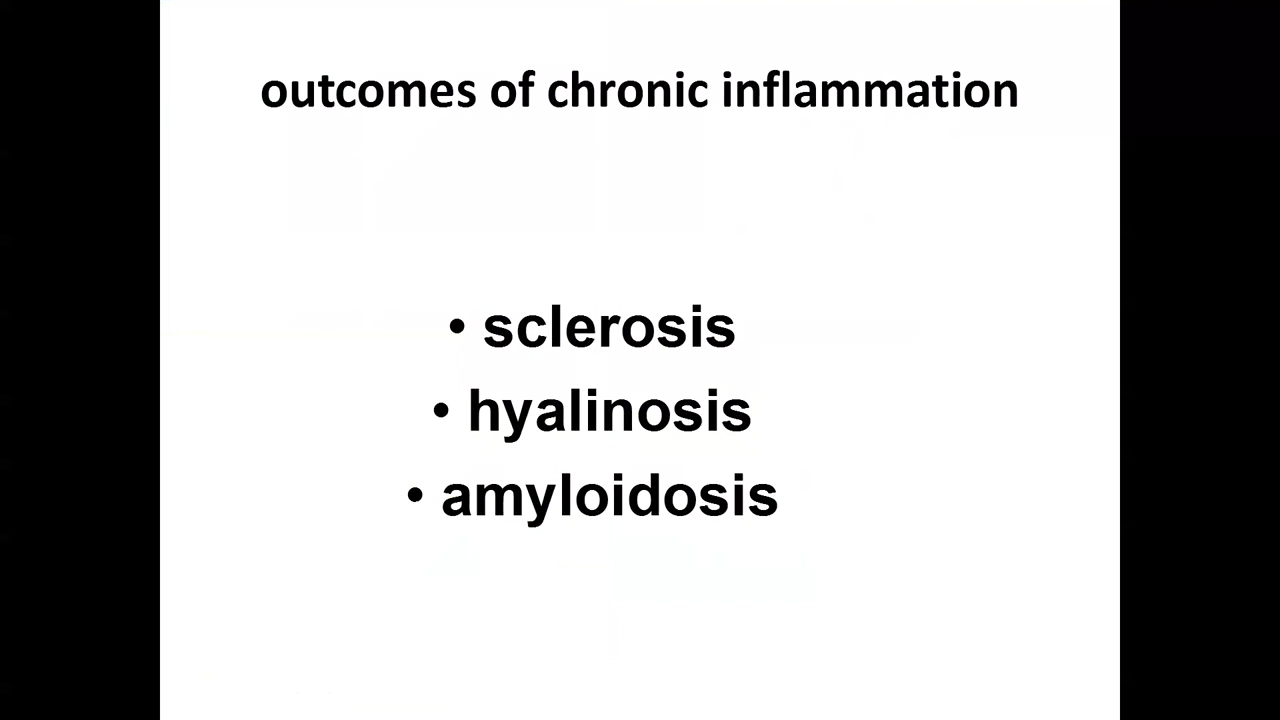 outcomes of chronic inflammation
• sclerosis
• hyalinosis
• amyloidosis